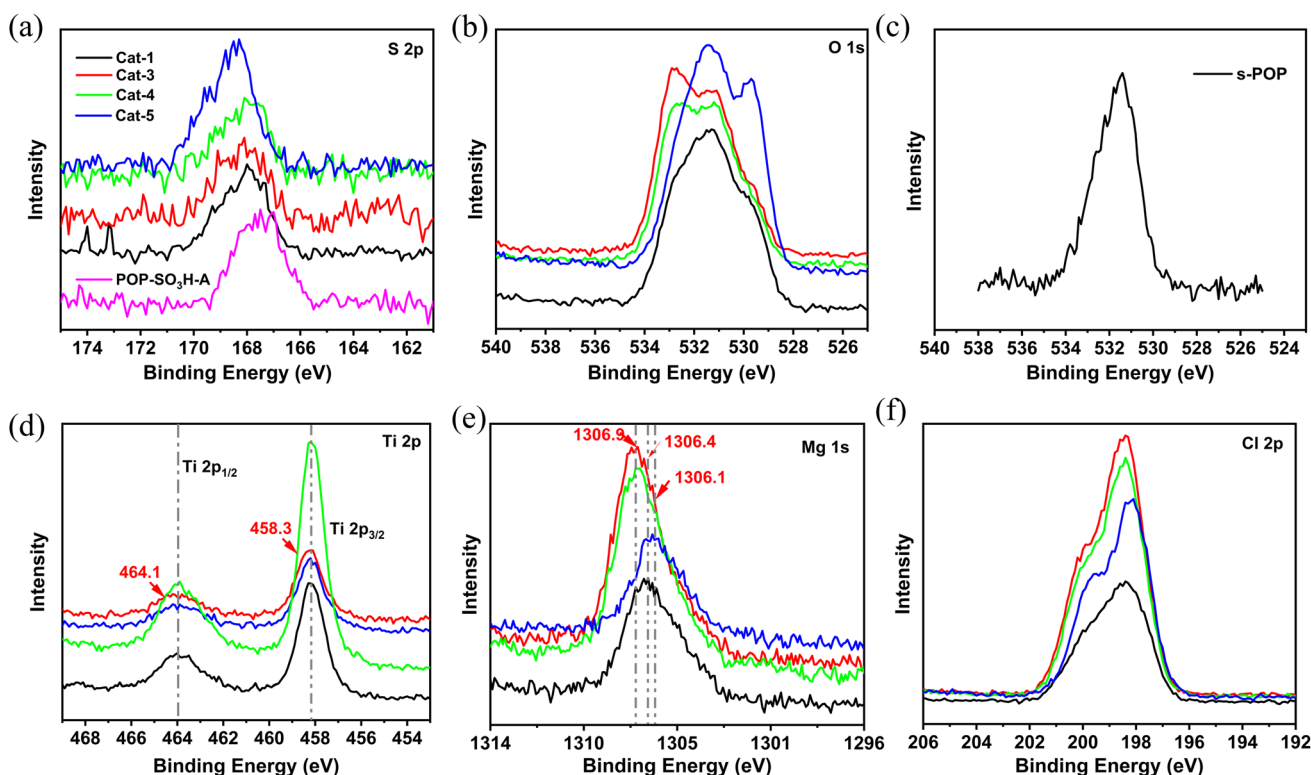 (a)
S 2p
Cat-1
Cat-3
Cat-4
Cat-5
POP-SO₃H-A
Intensity
174 172 170 168 166 164 162
Binding Energy (eV)
(b)
O 1s
Intensity
540 538 536 534 532 530 528 526
Binding Energy (eV)
(c)
s-POP
Intensity
540 538 536 534 532 530 528 526 524
Binding Energy (eV)
(d)
Ti 2p
Ti 2p₁/₂
Ti 2p₃/₂
458.3
464.1
Intensity
468 466 464 462 460 458 456 454
Binding Energy (eV)
(e)
Mg 1s
1306.9
1306.4
1306.1
Intensity
1314 1310 1305 1301 1296
Binding Energy (eV)
(f)
Cl 2p
Intensity
206 204 202 200 198 196 194 192
Binding Energy (eV)